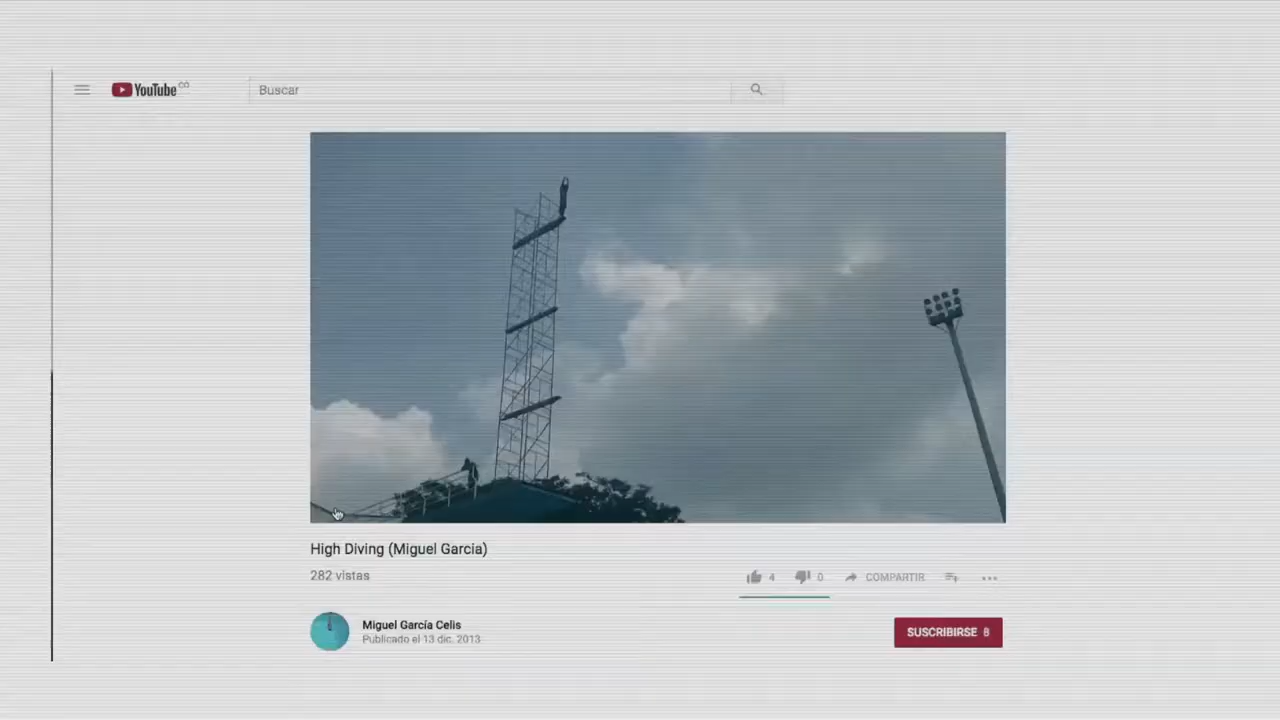 YouTube CO
Buscar
High Diving (Miguel Garcia)
282 vistas
4
0
COMPARTIR
Miguel García Celis
Publicado el 13 dic. 2013
SUSCRIBIRSE 8